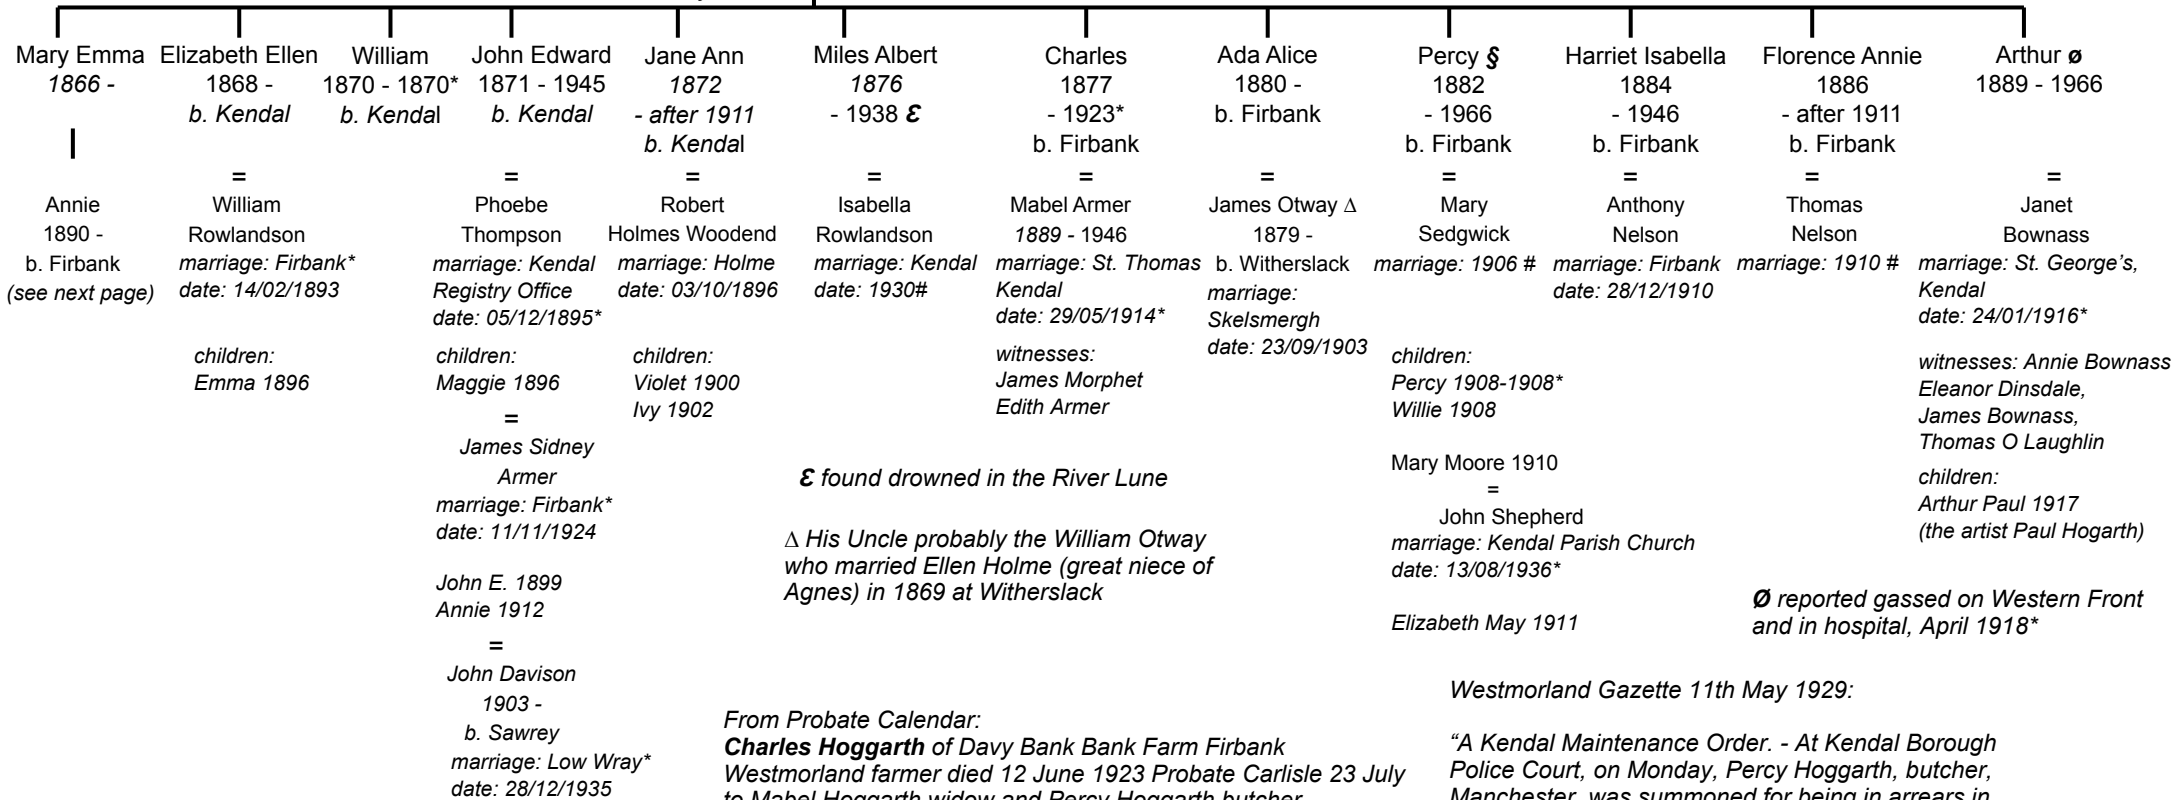 Mary Emma
1866 -
Annie
1890 -
b. Firbank
(see next page)
Elizabeth Ellen
1868 -
b. Kendal
=
William
Rowlandson
marriage: Firbank*
date: 14/02/1893
children:
Emma 1896
William
1870 - 1870*
b. Kendal
John Edward
1871 - 1945
b. Kendal
=
Phoebe
Thompson
marriage: Kendal
Registry Office
date: 05/12/1895*
children:
Maggie 1896
=
James Sidney
Armer
marriage: Firbank*
date: 11/11/1924
John E. 1899
Annie 1912
=
John Davison
1903 -
b. Sawrey
marriage: Low Wray*
date: 28/12/1935
Jane Ann
1872
- after 1911
b. Kendal
=
Robert
Holmes Woodend
marriage: Holme
date: 03/10/1896
children:
Violet 1900
Ivy 1902
Miles Albert
1876
- 1938 Ɛ
=
Isabella
Rowlandson
marriage: Kendal
date: 1930#
Charles
1877
- 1923*
b. Firbank
=
Mabel Armer
1889 - 1946
marriage: St. Thomas
Kendal
date: 29/05/1914*
witnesses:
James Morphet
Edith Armer
Ada Alice
1880 -
b. Firbank
=
James Otway ∆
1879 -
b. Witherslack
marriage:
Skelsmergh
date: 23/09/1903
Percy §
1882
- 1966
b. Firbank
=
Mary
Sedgwick
marriage: 1906 #
children:
Percy 1908-1908*
Willie 1908
Mary Moore 1910
=
John Shepherd
marriage: Kendal Parish Church
date: 13/08/1936*
Elizabeth May 1911
Harriet Isabella
1884
- 1946
b. Firbank
=
Anthony
Nelson
marriage: Firbank
date: 28/12/1910
Florence Annie
1886
- after 1911
b. Firbank
=
Thomas
Nelson
marriage: 1910 #
Arthur ø
1889 - 1966
=
Janet
Bownass
marriage: St. George's,
Kendal
date: 24/01/1916*
witnesses: Annie Bownass
Eleanor Dinsdale,
James Bownass,
Thomas O Laughlin
children:
Arthur Paul 1917
(the artist Paul Hogarth)
Ɛ found drowned in the River Lune
∆ His Uncle probably the William Otway
who married Ellen Holme (great niece of
Agnes) in 1869 at Witherslack
Ø reported gassed on Western Front
and in hospital, April 1918*
From Probate Calendar:
Charles Hoggarth of Davy Bank Bank Farm Firbank
Westmorland farmer died 12 June 1923 Probate Carlisle 23 July
to Mabel Hoggarth widow and Percy Hoggarth butcher
Westmorland Gazette 11th May 1929:
“A Kendal Maintenance Order. - At Kendal Borough
Police Court, on Monday, Percy Hoggarth, butcher,
Manchester, was summoned for being in arrears in